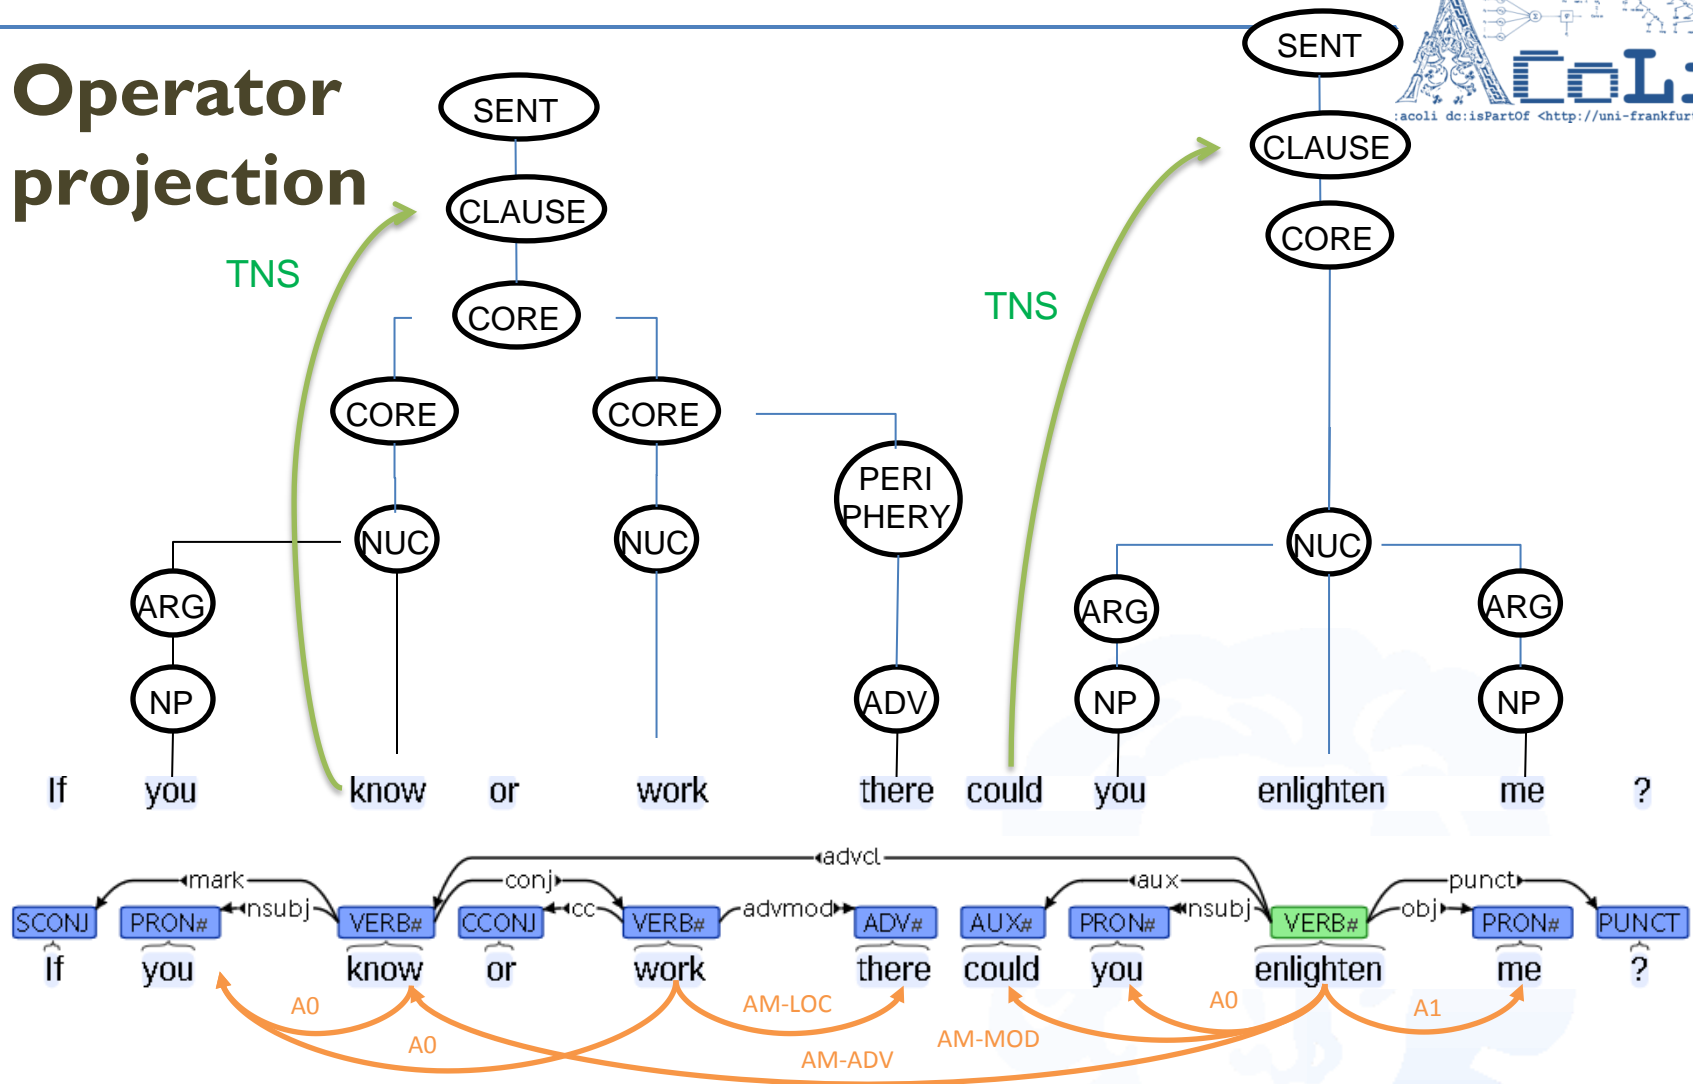 Operator
projection
CoLi
:acoli dc:isPartOf <http://uni-frankfur
SENT
SENT
CLAUSE
CLAUSE
TNS
CORE
CORE
TNS
CORE
CORE
PERI
PHERY
NUC
NUC
NUC
ARG
ARG
ARG
NP
ADV
NP
NP
If you know or work there could you enlighten me ?
advcl
mark conj aux punct
nsubj cc advmod nsubj obj
SCONJ PRON# VERB# CCONJ VERB# ADV# AUX# PRON# VERB# PRON# PUNCT
If you know or work there could you enlighten me ?
A0 AM-LOC A0 A1
A0 AM-MOD
AM-ADV